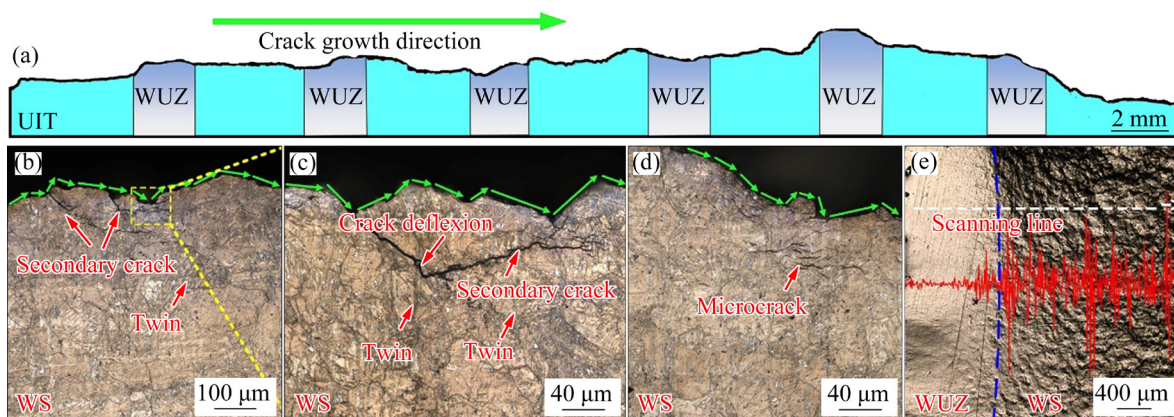 (a)
Crack growth direction
WUZ
WUZ
WUZ
WUZ
WUZ
WUZ
UIT
2 mm
(b)
Secondary crack
Twin
100 μm
WS
(c)
Crack deflexion
Secondary crack
Twin
Twin
40 μm
WS
(d)
Microcrack
40 μm
WS
(e)
Scanning line
400 μm
WUZ
WS